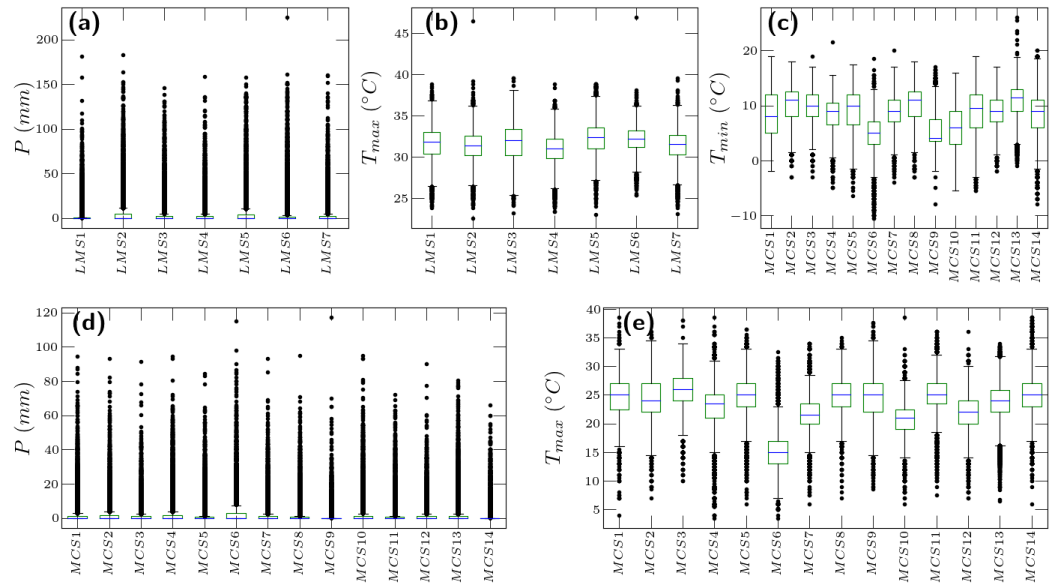 (a)
P (mm)
200
150
100
50
0
LMS1 LMS2 LMS3 LMS4 LMS5 LMS6 LMS7
(b)
T_max (°C)
45
40
35
30
25
LMS1 LMS2 LMS3 LMS4 LMS5 LMS6 LMS7
(c)
T_min (°C)
20
10
0
−10
MCS1 MCS2 MCS3 MCS4 MCS5 MCS6 MCS7 MCS8 MCS9 MCS10 MCS11 MCS12 MCS13 MCS14
(d)
P (mm)
120
100
80
60
40
20
0
MCS1 MCS2 MCS3 MCS4 MCS5 MCS6 MCS7 MCS8 MCS9 MCS10 MCS11 MCS12 MCS13 MCS14
(e)
T_max (°C)
40
35
30
25
20
15
10
5
MCS1 MCS2 MCS3 MCS4 MCS5 MCS6 MCS7 MCS8 MCS9 MCS10 MCS11 MCS12 MCS13 MCS14